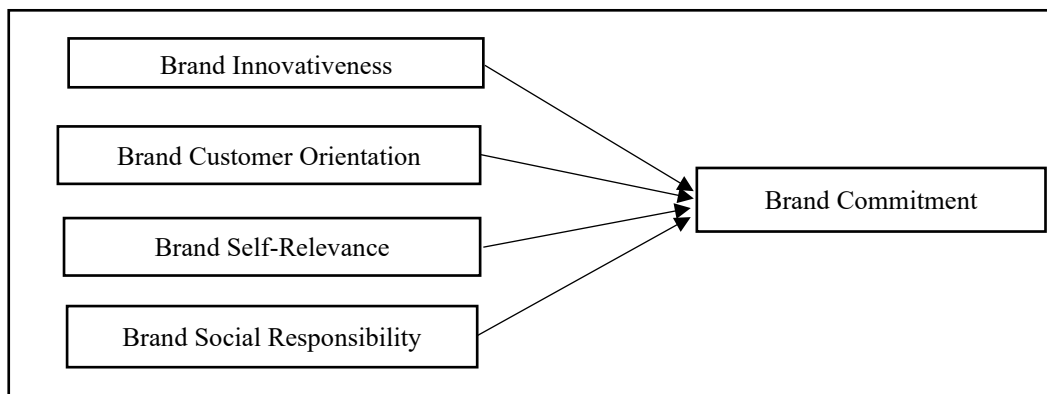 Brand Innovativeness
Brand Customer Orientation
Brand Self-Relevance
Brand Social Responsibility
Brand Commitment